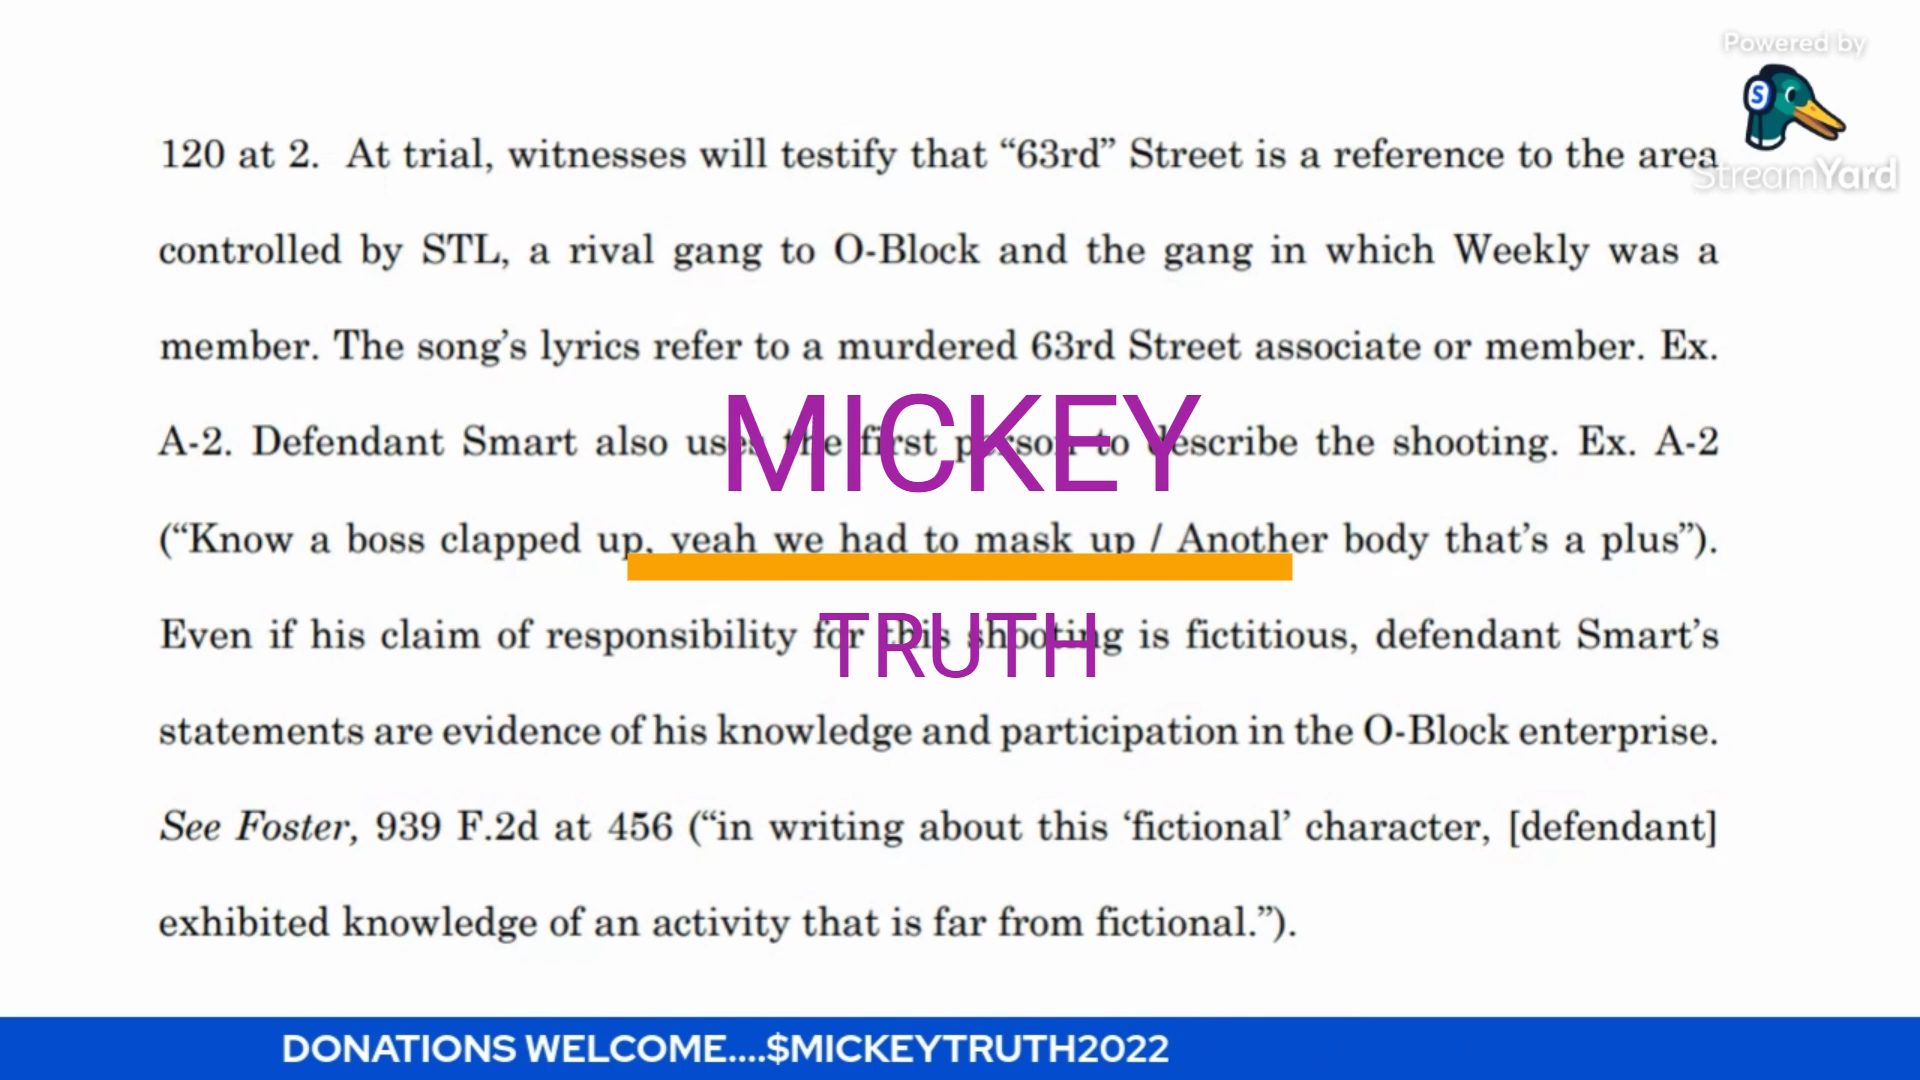 Powered by
StreamYard
120 at 2. At trial, witnesses will testify that “63rd” Street is a reference to the area
controlled by STL, a rival gang to O-Block and the gang in which Weekly was a
member. The song’s lyrics refer to a murdered 63rd Street associate or member. Ex.
A-2. Defendant Smart also uses the first person to describe the shooting. Ex. A-2
MICKEY
(“Know a boss clapped up, yeah we had to mask up / Another body that’s a plus”).
Even if his claim of responsibility for this shooting is fictitious, defendant Smart’s
TRUTH
statements are evidence of his knowledge and participation in the O-Block enterprise.
See Foster, 939 F.2d at 456 (“in writing about this ‘fictional’ character, [defendant]
exhibited knowledge of an activity that is far from fictional.”).
DONATIONS WELCOME....$MICKEYTRUTH2022